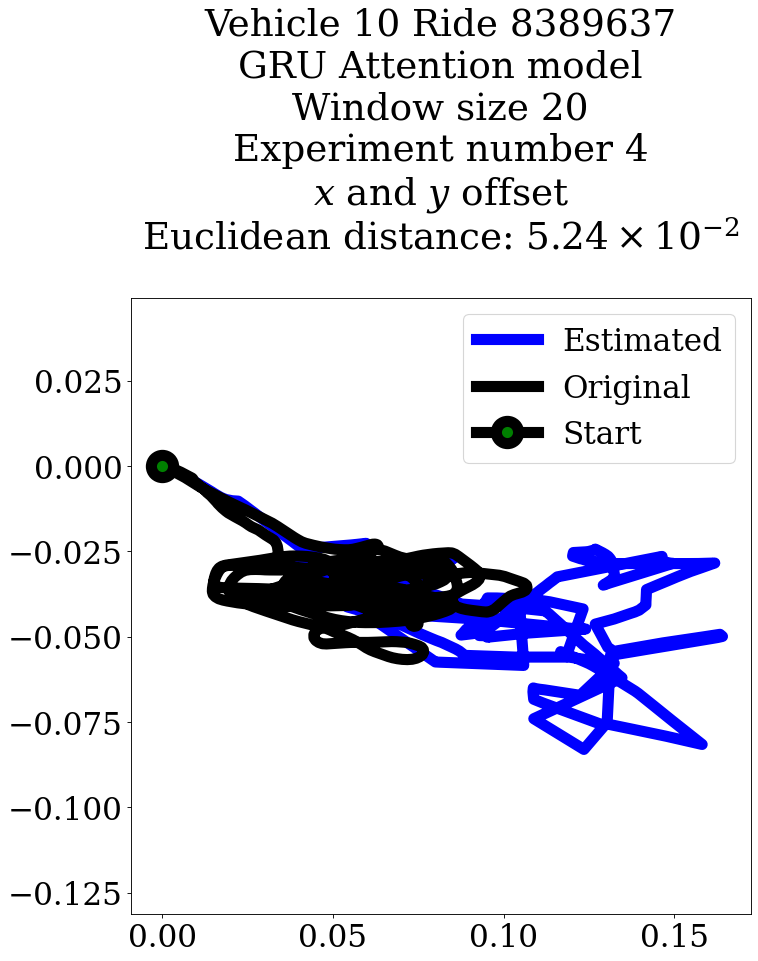 Vehicle 10 Ride 8389637
GRU Attention model
Window size 20
Experiment number 4
x and y offset
Euclidean distance: 5.24 × 10⁻²
Estimated
Original
Start
0.025
0.000
−0.025
−0.050
−0.075
−0.100
−0.125
0.00 0.05 0.10 0.15